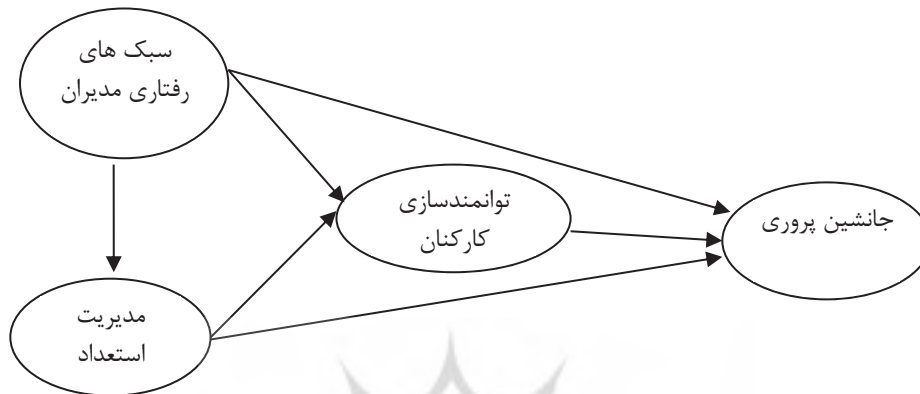 سبک های
رفتاری مدیران
توانمندسازی
کارکنان
جانشین پروری
مدیریت
استعداد